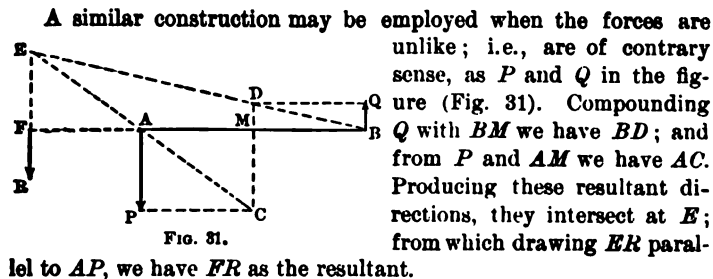 A similar construction may be employed when the forces are
unlike; i.e., are of contrary
sense, as P and Q in the fig-
ure (Fig. 31). Compounding
Q with BM we have BD; and
from P and AM we have AC.
Producing these resultant di-
rections, they intersect at E;
from which drawing ER paral-
lel to AP, we have FR as the resultant.
E
D
Q
F
A
M
B
R
P
C
Fig. 31.